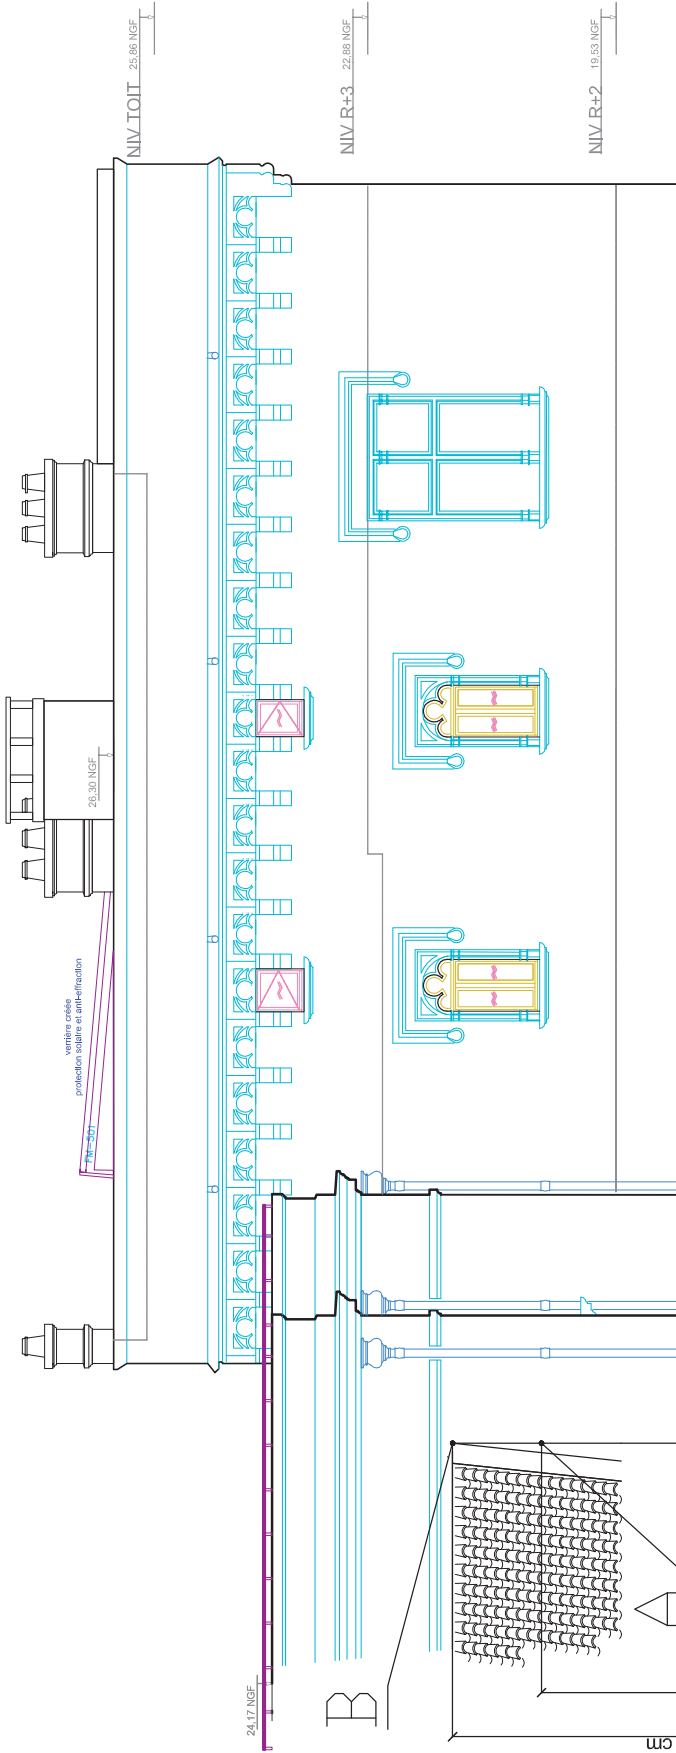 NIV TOIT
25,86 NGF
NIV R+3
22,88 NGF
NIV R+2
19,53 NGF
26,30 NGF
verrière créée
protection solaire et anti-effraction
FM-501
24,17 NGF
B
cm